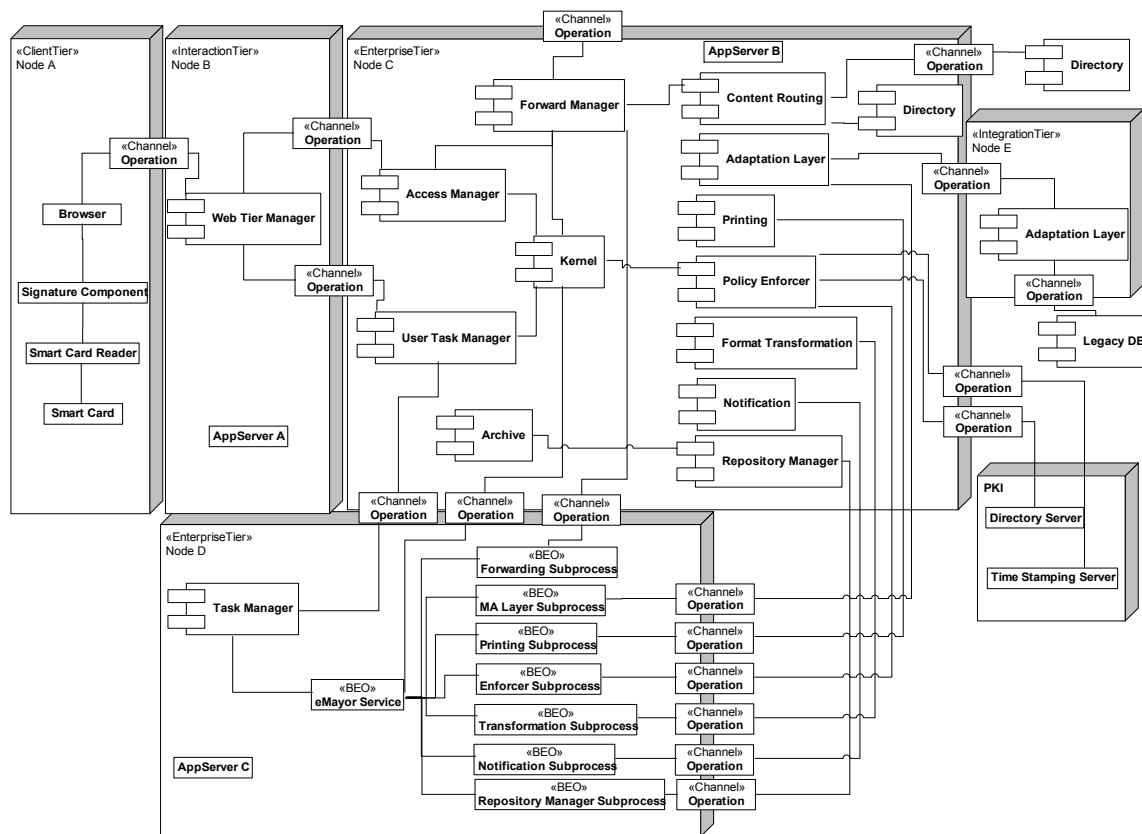 «ClientTier»
Node A
«Channel»
Operation
Browser
Signature Component
Smart Card Reader
Smart Card
«InteractionTier»
Node B
Web Tier Manager
«Channel»
Operation
«Channel»
Operation
AppServer A
«EnterpriseTier»
Node C
«Channel»
Operation
AppServer B
Forward Manager
Access Manager
Kernel
User Task Manager
Archive
Content Routing
Directory
Adaptation Layer
Printing
Policy Enforcer
Format Transformation
Notification
Repository Manager
«Channel»
Operation
Directory
«Channel»
Operation
«IntegrationTier»
Node E
Adaptation Layer
«Channel»
Operation
Legacy DB
«Channel»
Operation
«Channel»
Operation
PKI
Directory Server
Time Stamping Server
«Channel»
Operation
«Channel»
Operation
«Channel»
Operation
«EnterpriseTier»
Node D
Task Manager
«BEO»
eMayor Service
AppServer C
«BEO»
Forwarding Subprocess
«BEO»
MA Layer Subprocess
«Channel»
Operation
«BEO»
Printing Subprocess
«Channel»
Operation
«BEO»
Enforcer Subprocess
«Channel»
Operation
«BEO»
Transformation Subprocess
«Channel»
Operation
«BEO»
Notification Subprocess
«Channel»
Operation
«BEO»
Repository Manager Subprocess
«Channel»
Operation